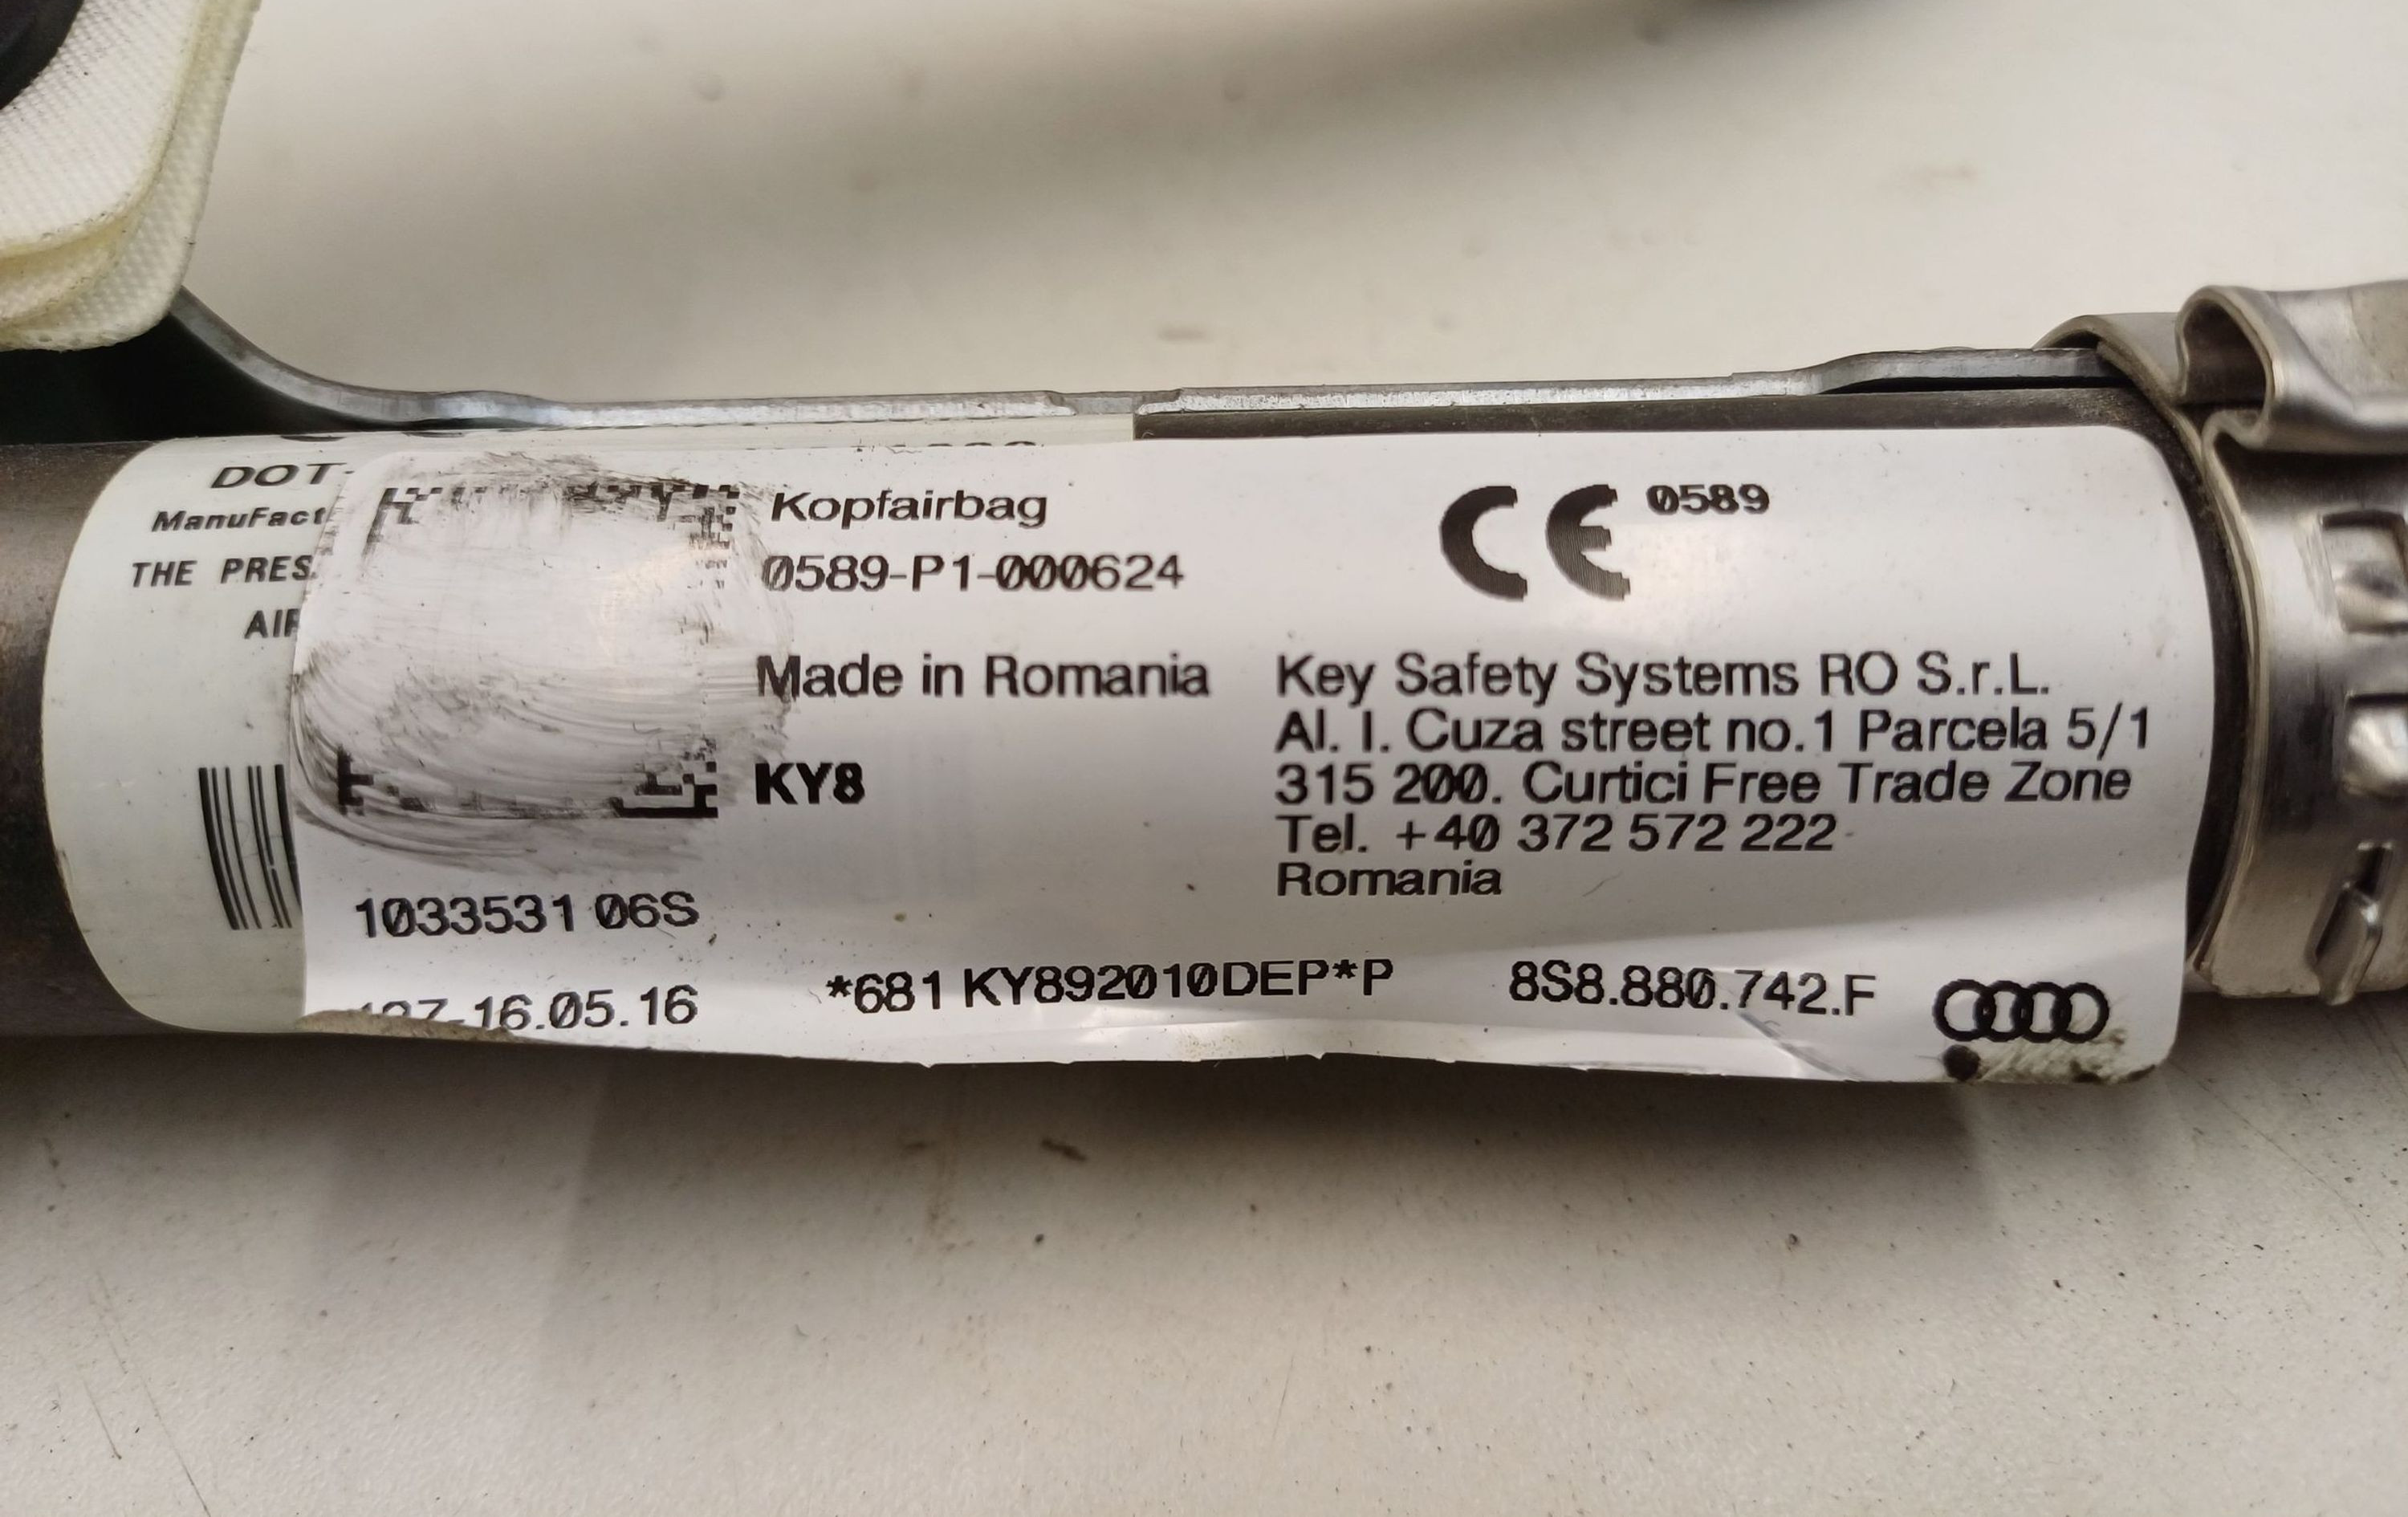 DOT-
ManuFact
THE PRES
AIR
Kopfairbag
0589-P1-000624
CE 0589
Made in Romania
KY8
Key Safety Systems RO S.r.L.
Al. I. Cuza street no.1 Parcela 5/1
315 200. Curtici Free Trade Zone
Tel. +40 372 572 222
Romania
1033531 06S
16.05.16
*681 KY892010DEP*P
8S8.880.742.F